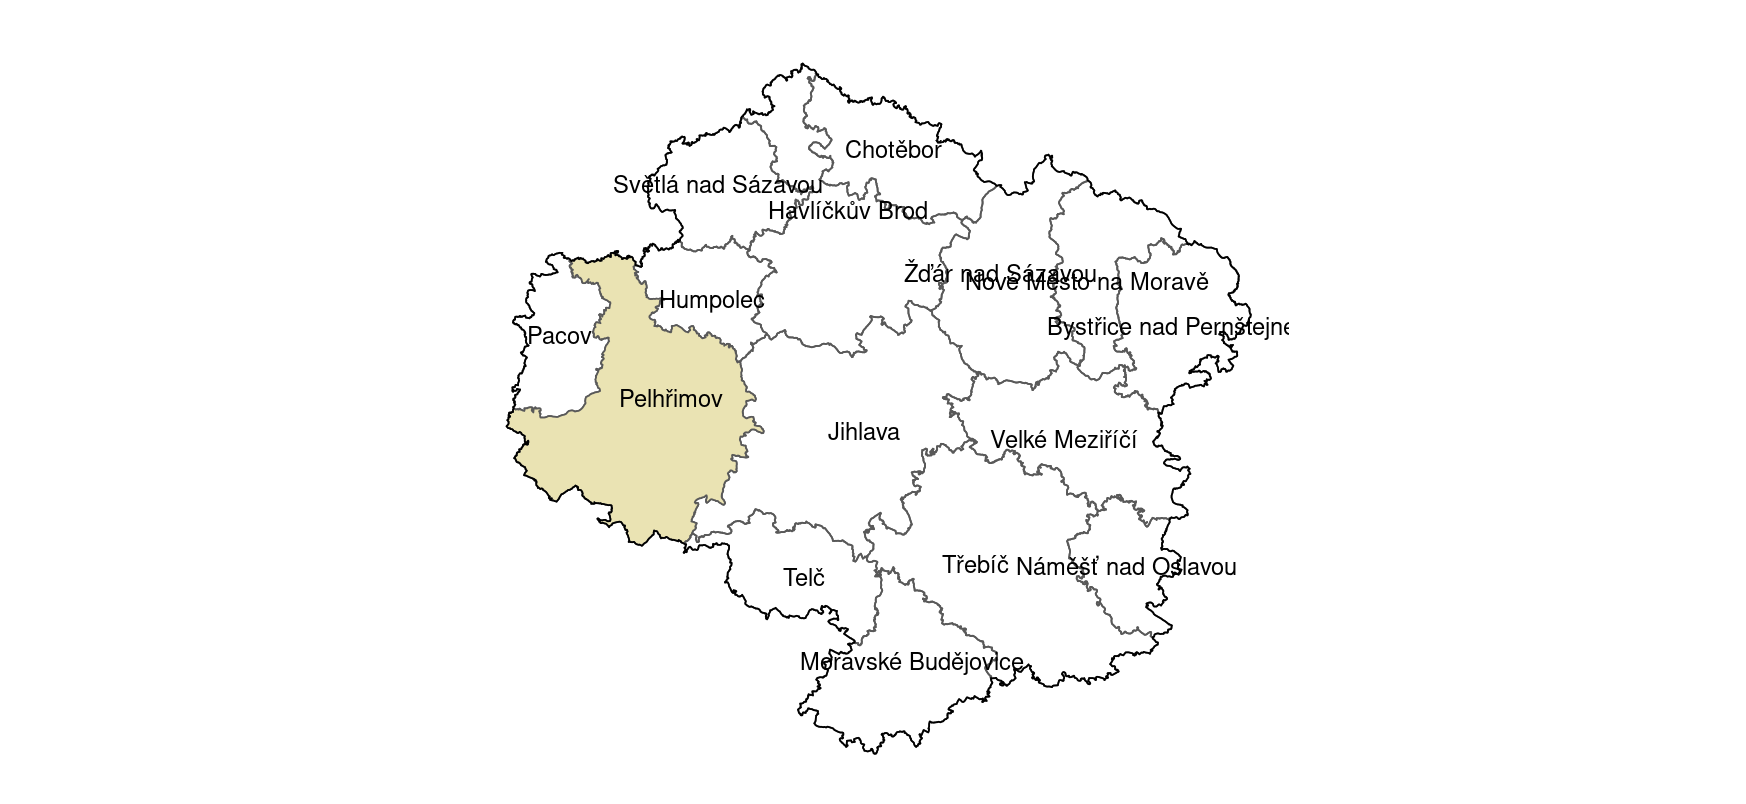 Chotěboř
Světlá nad Sázavou
Havlíčkův Brod
Žďár nad Sázavou
Nové Město na Moravě
Humpolec
Bystřice nad Pernštejne
Pacov
Pelhřimov
Jihlava
Velké Meziříčí
Třebíč
Náměšť nad Oslavou
Telč
Moravské Budějovice